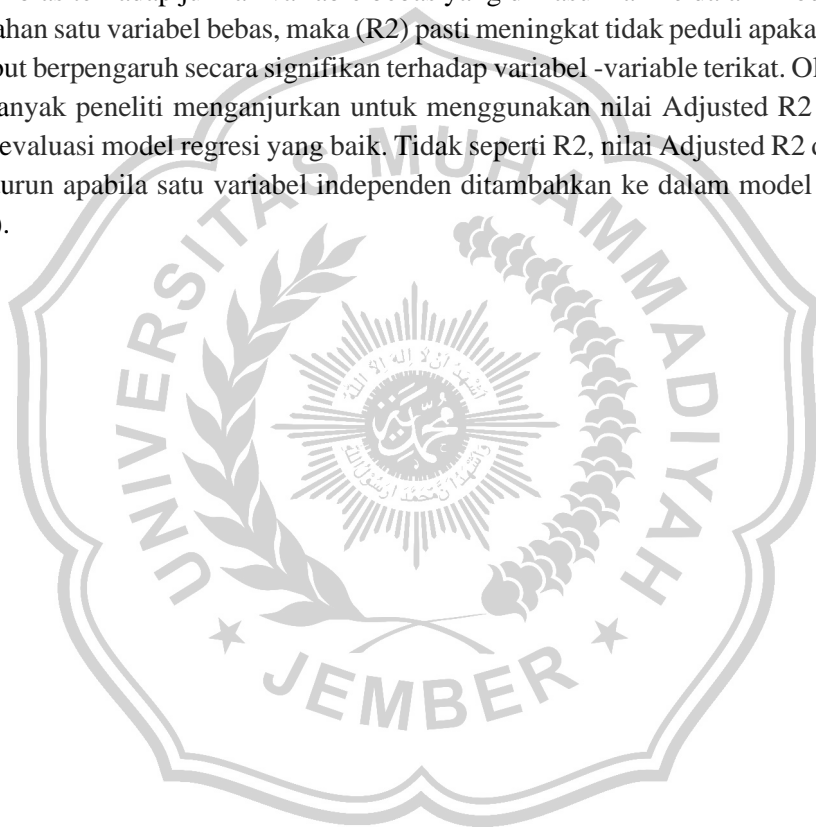 ahan satu variabel bebas, maka (R2) pasti meningkat tidak peduli apaka
put berpengaruh secara signifikan terhadap variabel -variable terikat. Ol
anyak peneliti menganjurkan untuk menggunakan nilai Adjusted R2
evaluasi model regresi yang baik. Tidak seperti R2, nilai Adjusted R2 d
urun apabila satu variabel independen ditambahkan ke dalam model
).
UNIVERSITAS MUHAMMADIYAH
JEMBER